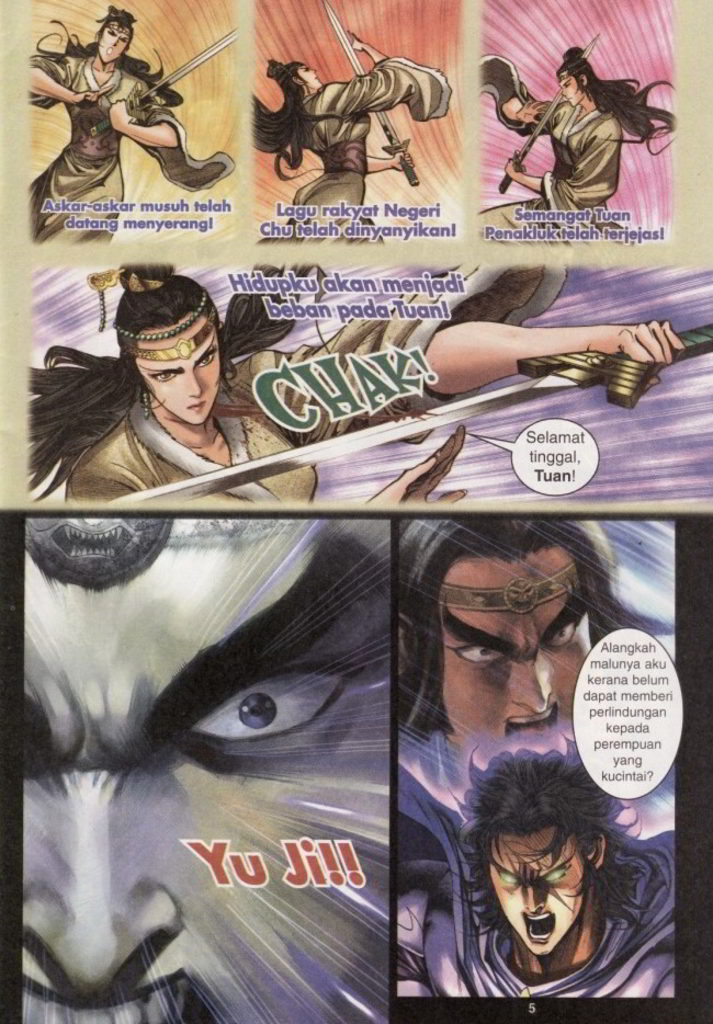 Askar-askar musuh telah
datang menyerang!
Lagu rakyat Negeri
Chu telah dinyanyikan!
Semangat Tuan
Penakluk telah terjejas!
Hidupku akan menjadi
beban pada Tuan!
CHAK!
Selamat
tinggal,
Tuan!
Yu Ji!!
Alangkah
malunya aku
kerana belum
dapat memberi
perlindungan
kepada
perempuan
yang
kucintai?
5